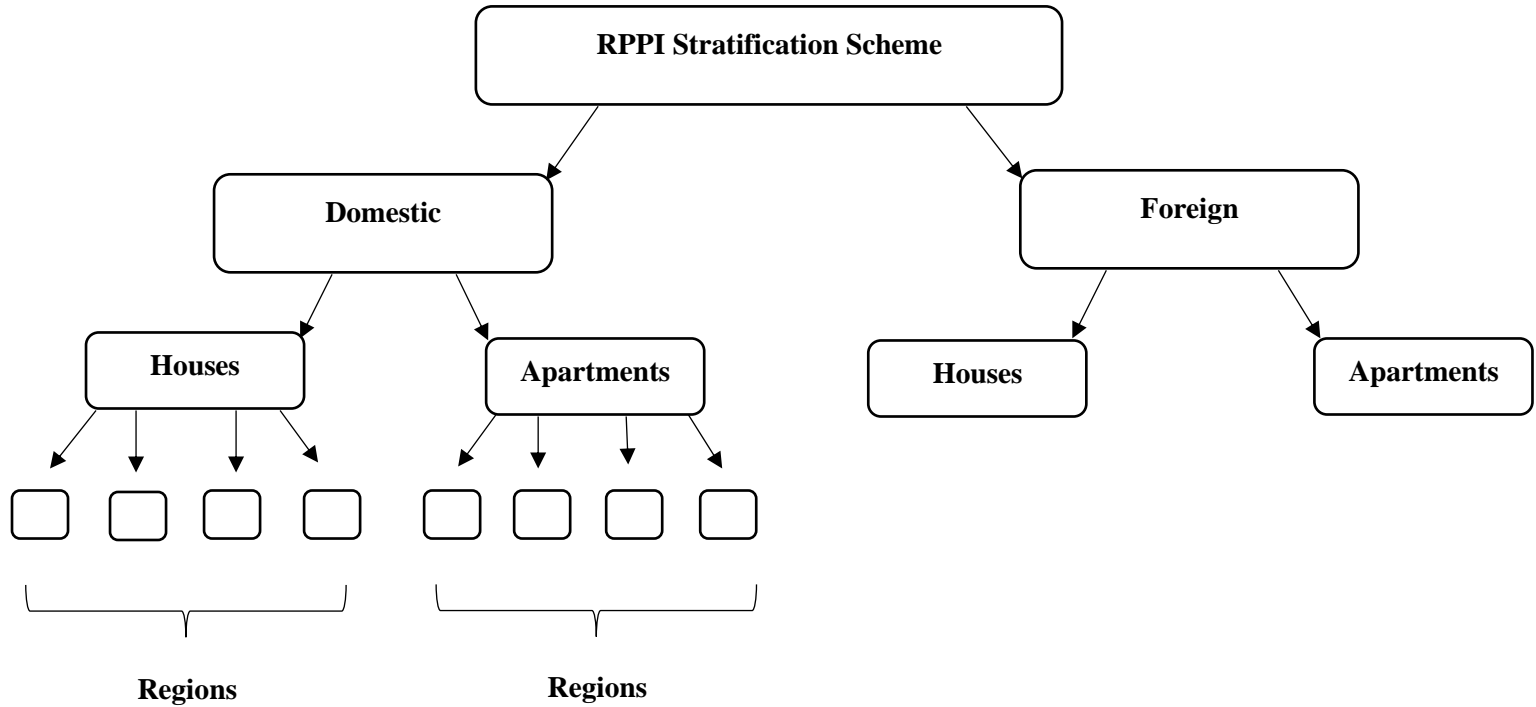 RPPI Stratification Scheme
Domestic
Foreign
Houses
Apartments
Houses
Apartments
Regions
Regions